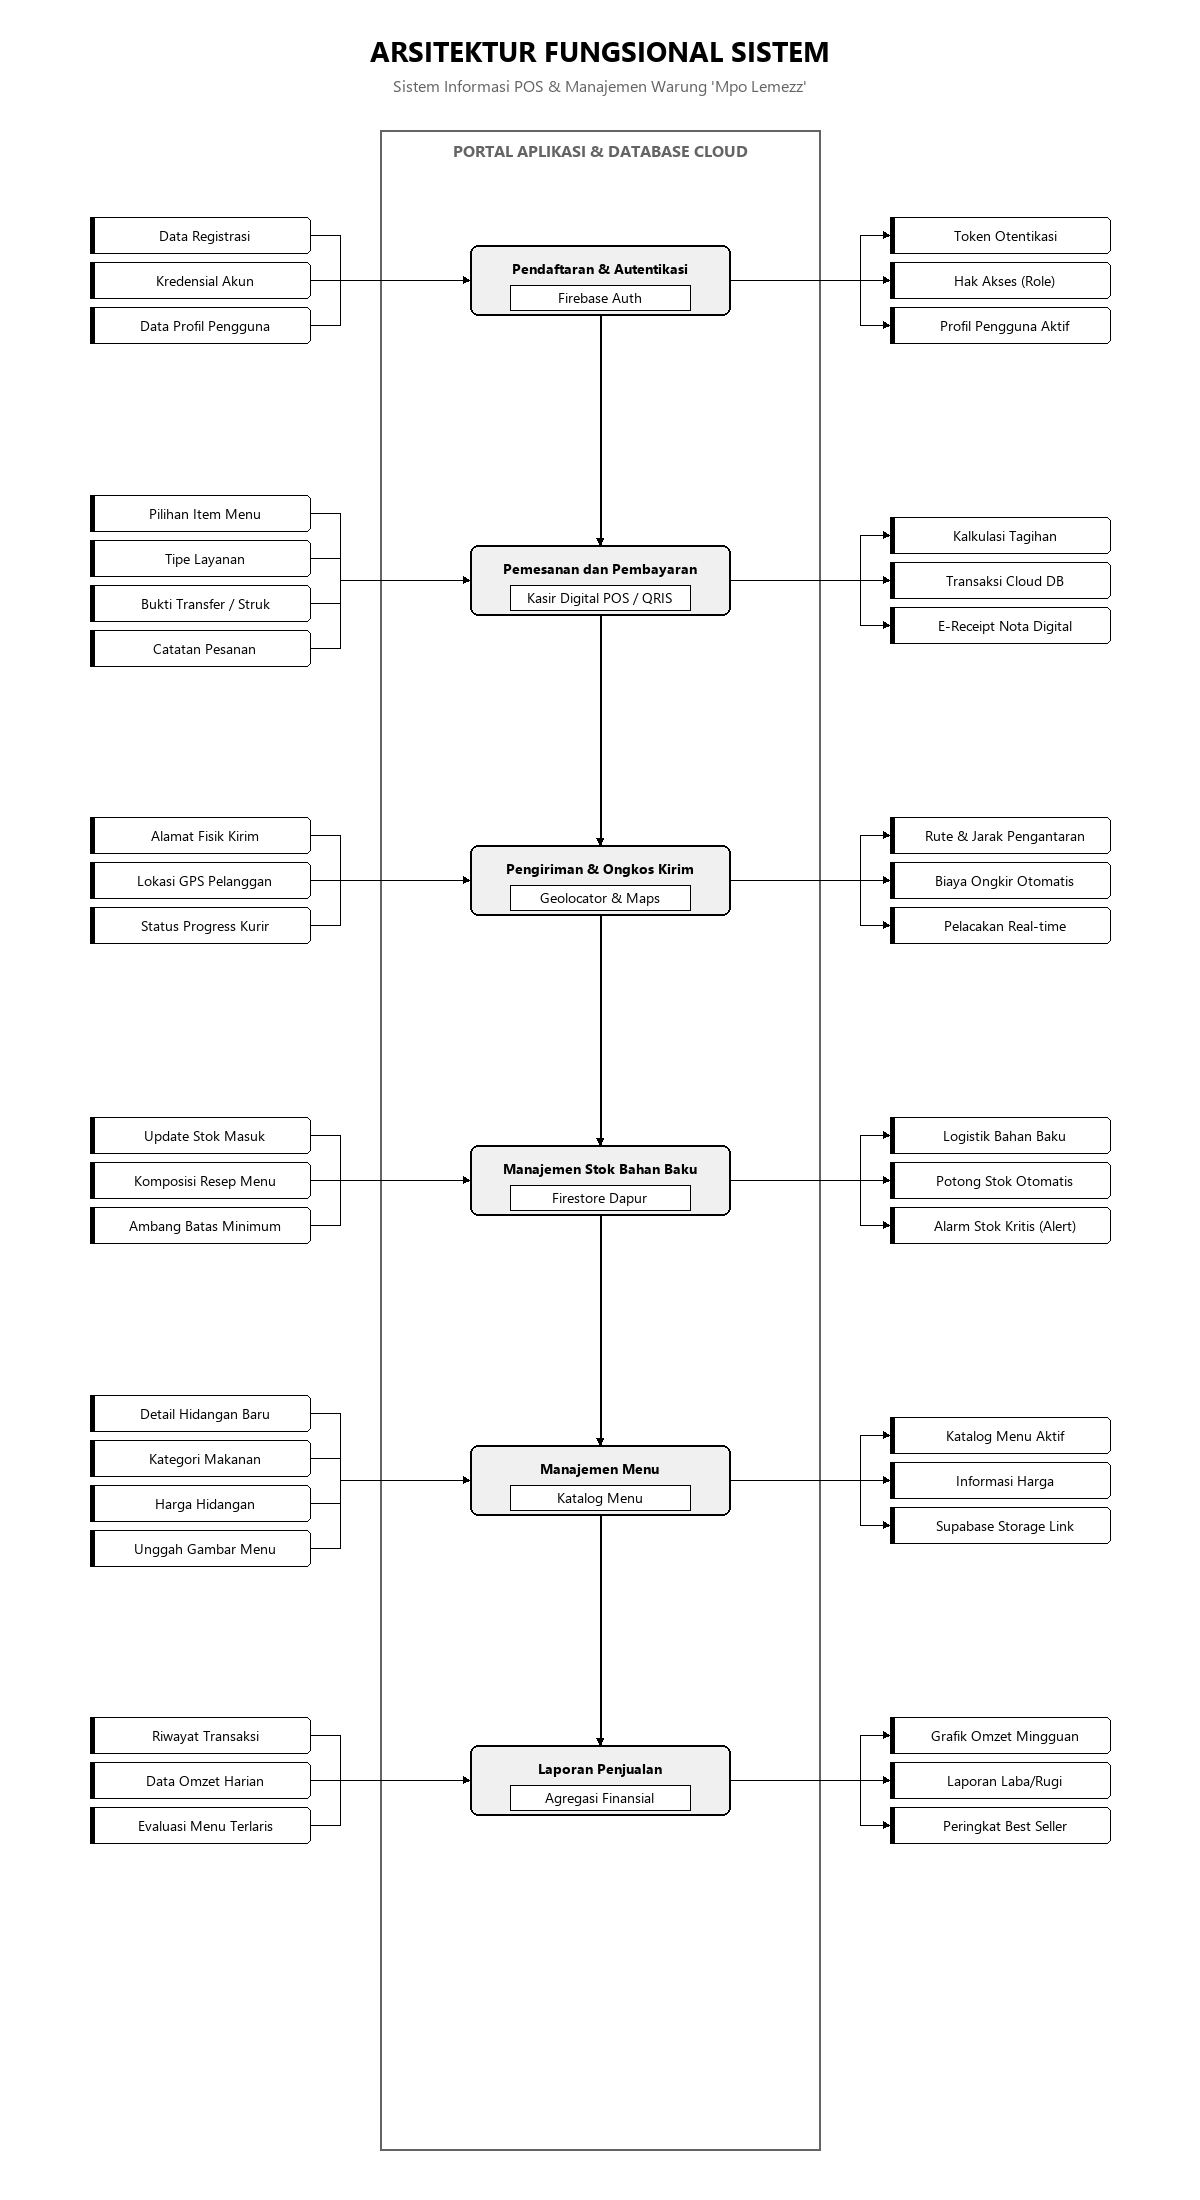 ARSITEKTUR FUNGSIONAL SISTEM
Sistem Informasi POS & Manajemen Warung 'Mpo Lemezz'
PORTAL APLIKASI & DATABASE CLOUD
Data Registrasi
Kredensial Akun
Data Profil Pengguna
Pendaftaran & Autentikasi
Firebase Auth
Token Otentikasi
Hak Akses (Role)
Profil Pengguna Aktif
Pilihan Item Menu
Tipe Layanan
Bukti Transfer / Struk
Catatan Pesanan
Pemesanan dan Pembayaran
Kasir Digital POS / QRIS
Kalkulasi Tagihan
Transaksi Cloud DB
E-Receipt Nota Digital
Alamat Fisik Kirim
Lokasi GPS Pelanggan
Status Progress Kurir
Pengiriman & Ongkos Kirim
Geolocator & Maps
Rute & Jarak Pengantaran
Biaya Ongkir Otomatis
Pelacakan Real-time
Update Stok Masuk
Komposisi Resep Menu
Ambang Batas Minimum
Manajemen Stok Bahan Baku
Firestore Dapur
Logistik Bahan Baku
Potong Stok Otomatis
Alarm Stok Kritis (Alert)
Detail Hidangan Baru
Kategori Makanan
Harga Hidangan
Unggah Gambar Menu
Manajemen Menu
Katalog Menu
Katalog Menu Aktif
Informasi Harga
Supabase Storage Link
Riwayat Transaksi
Data Omzet Harian
Evaluasi Menu Terlaris
Laporan Penjualan
Agregasi Finansial
Grafik Omzet Mingguan
Laporan Laba/Rugi
Peringkat Best Seller